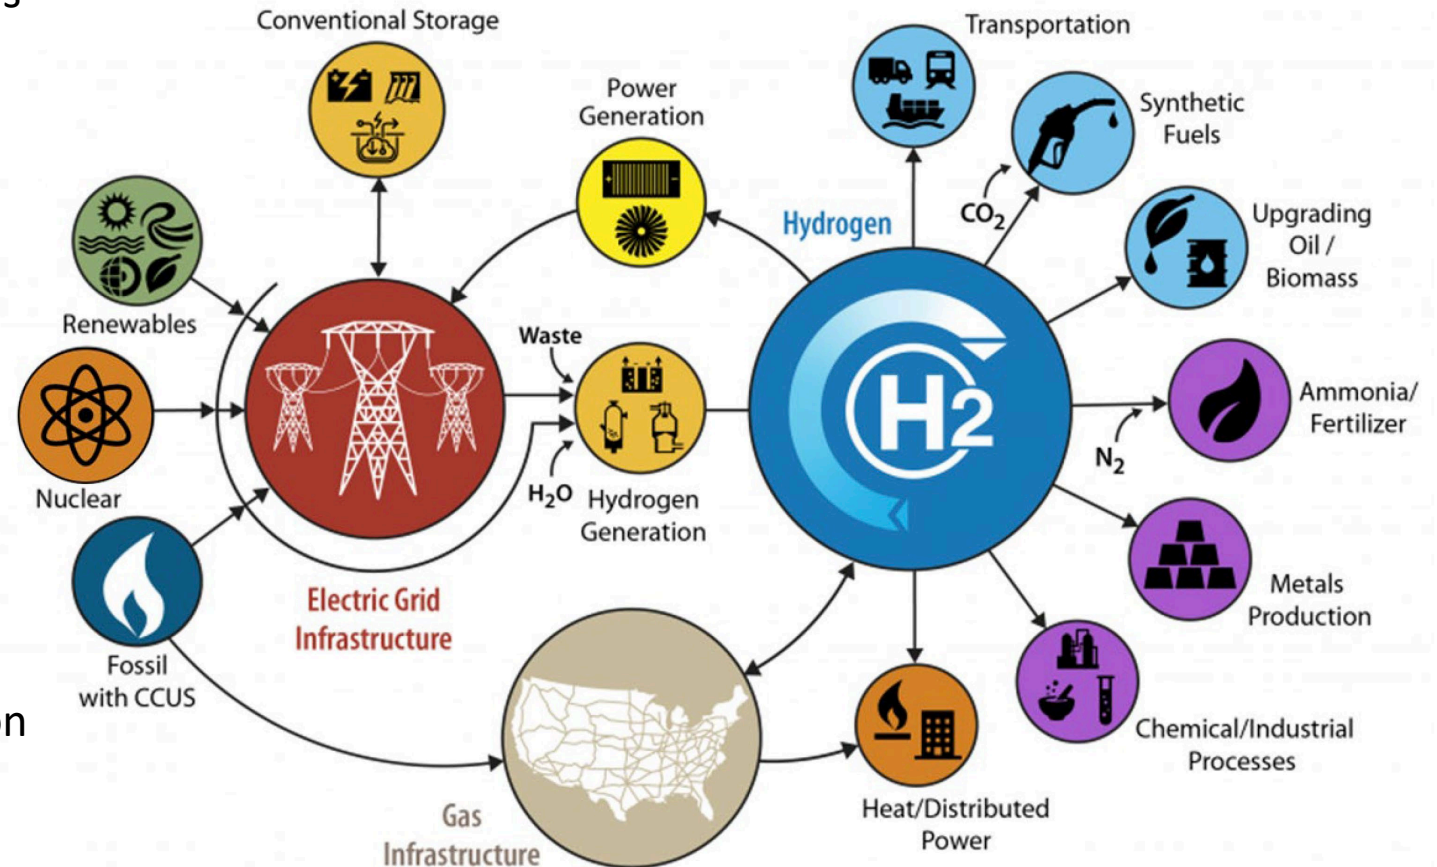 s
Conventional Storage
Transportation
Power
Generation
Synthetic
Fuels
CO₂
Hydrogen
Upgrading
Oil /
Biomass
Renewables
Waste
H2
Ammonia/
Fertilizer
N₂
Nuclear
H₂O
Hydrogen
Generation
Electric Grid
Infrastructure
Metals
Production
Fossil
with CCUS
on
Chemical/Industrial
Processes
Heat/Distributed
Power
Gas
Infrastructure